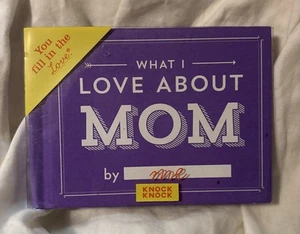 You
fill in the
Love*
WHAT I
LOVE ABOUT
MOM
by
KNOCK
KNOCK